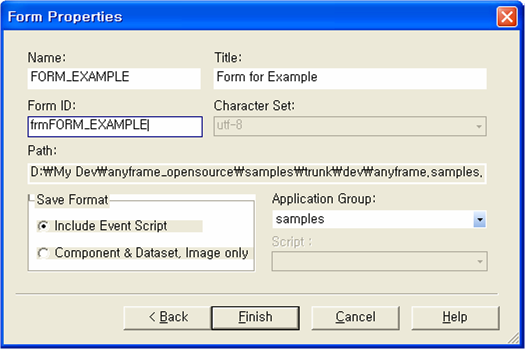 Form Properties
Name: Title:
FORM_EXAMPLE Form for Example
Form ID: Character Set:
frmFORM_EXAMPLE utf-8
Path:
D:₩My Dev₩anyframe_opensource₩samples₩trunk₩dev₩anyframe,samples,
Save Format Application Group:
Include Event Script samples
Script :
Component & Dataset, Image only
< Back Finish Cancel Help